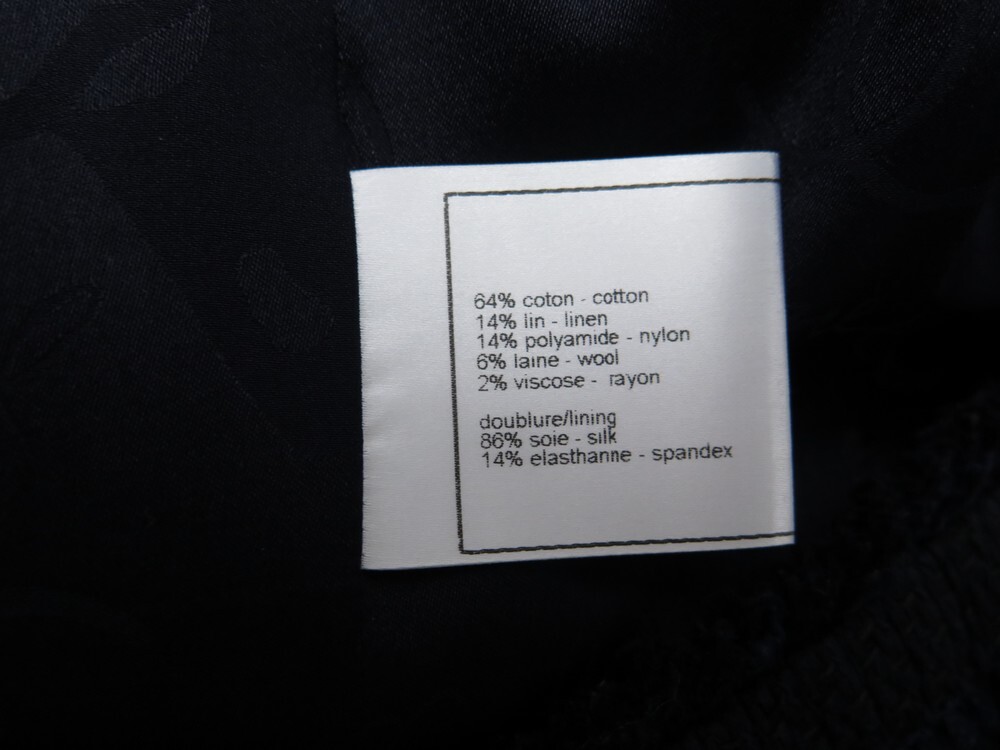 64% coton - cotton
14% lin - linen
14% polyamide - nylon
6% laine - wool
2% viscose - rayon
doublure/lining
86% soie - silk
14% elasthanne - spandex